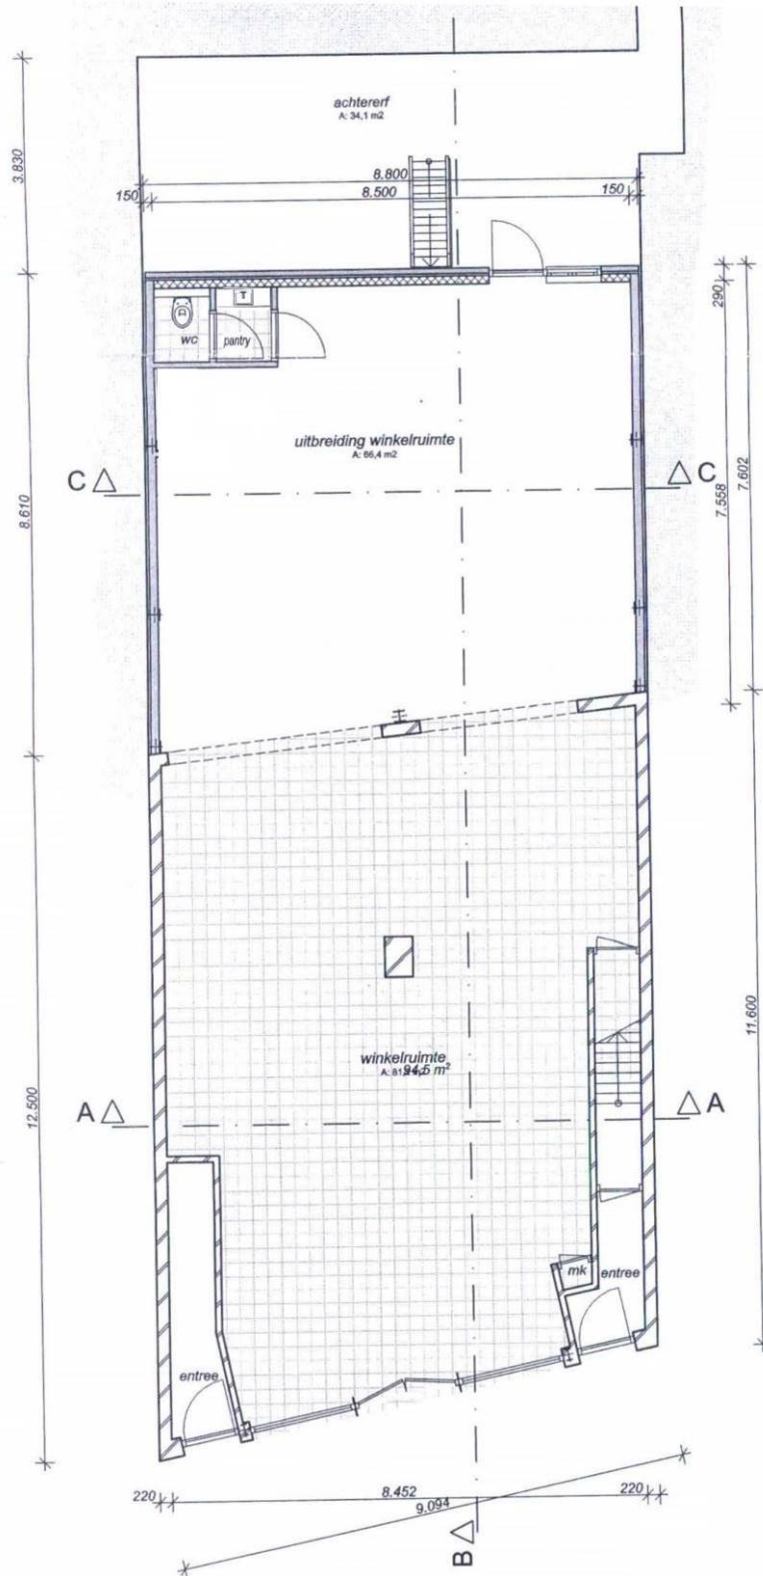 achtererf
A: 34,1 m2
3.830
8.800
150
8.500
150
290
T
wc
pantry
uitbreiding winkelruimte
A: 66,4 m2
C
C
7.558
7.602
8.610
winkelruimte
94,5 m²
11.600
12.500
A
A
mk
entree
entree
220
8.452
220
9.094
B